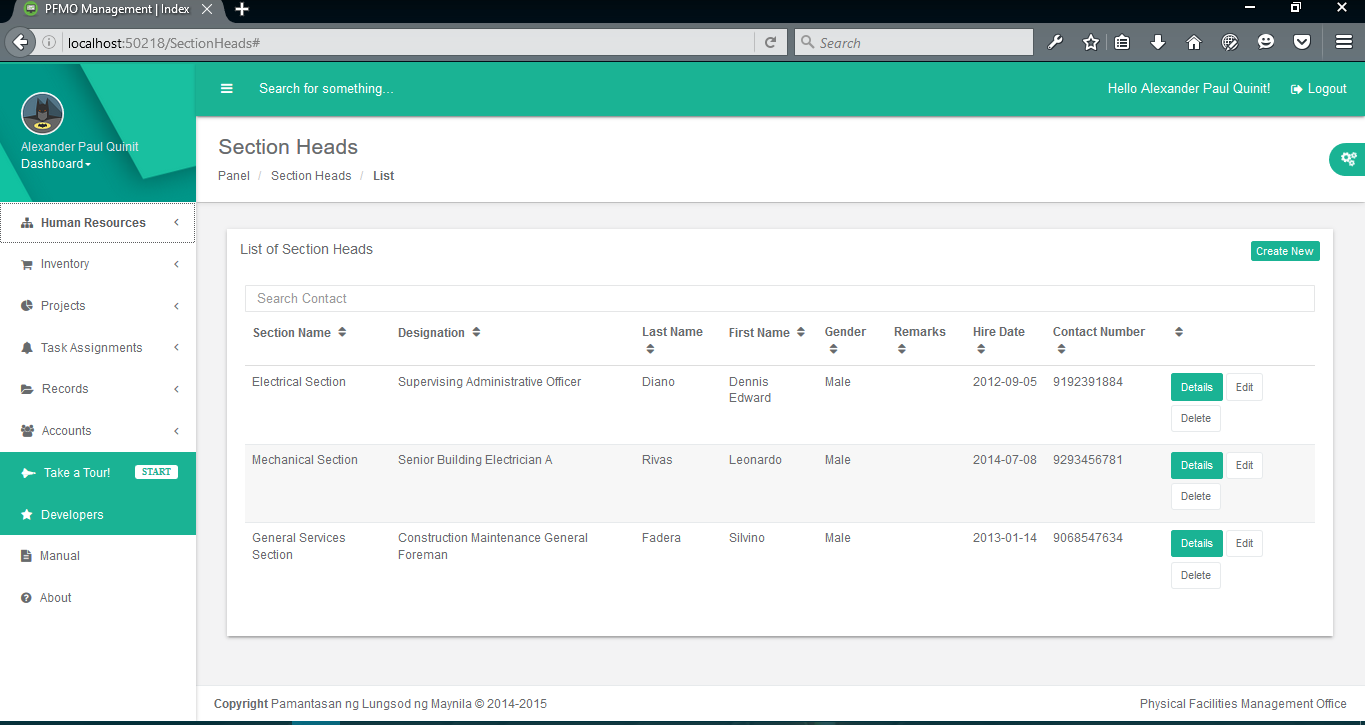 PFMO Management | Index
localhost:50218/SectionHeads#
Search
Search for something...
Hello Alexander Paul Quinit!
Logout
Alexander Paul Quinit
Dashboard
Human Resources
Inventory
Projects
Task Assignments
Records
Accounts
Take a Tour!
START
Developers
Manual
About
Section Heads
Panel / Section Heads / List
List of Section Heads
Create New
Search Contact
Section Name Designation Last Name First Name Gender Remarks Hire Date Contact Number
Electrical Section Supervising Administrative Officer Diano Dennis Male 2012-09-05 9192391884 Details Edit
Edward
Delete
Mechanical Section Senior Building Electrician A Rivas Leonardo Male 2014-07-08 9293456781 Details Edit
Delete
General Services Construction Maintenance General Fadera Silvino Male 2013-01-14 9068547634 Details Edit
Section Foreman
Delete
Copyright Pamantasan ng Lungsod ng Maynila © 2014-2015
Physical Facilities Management Office